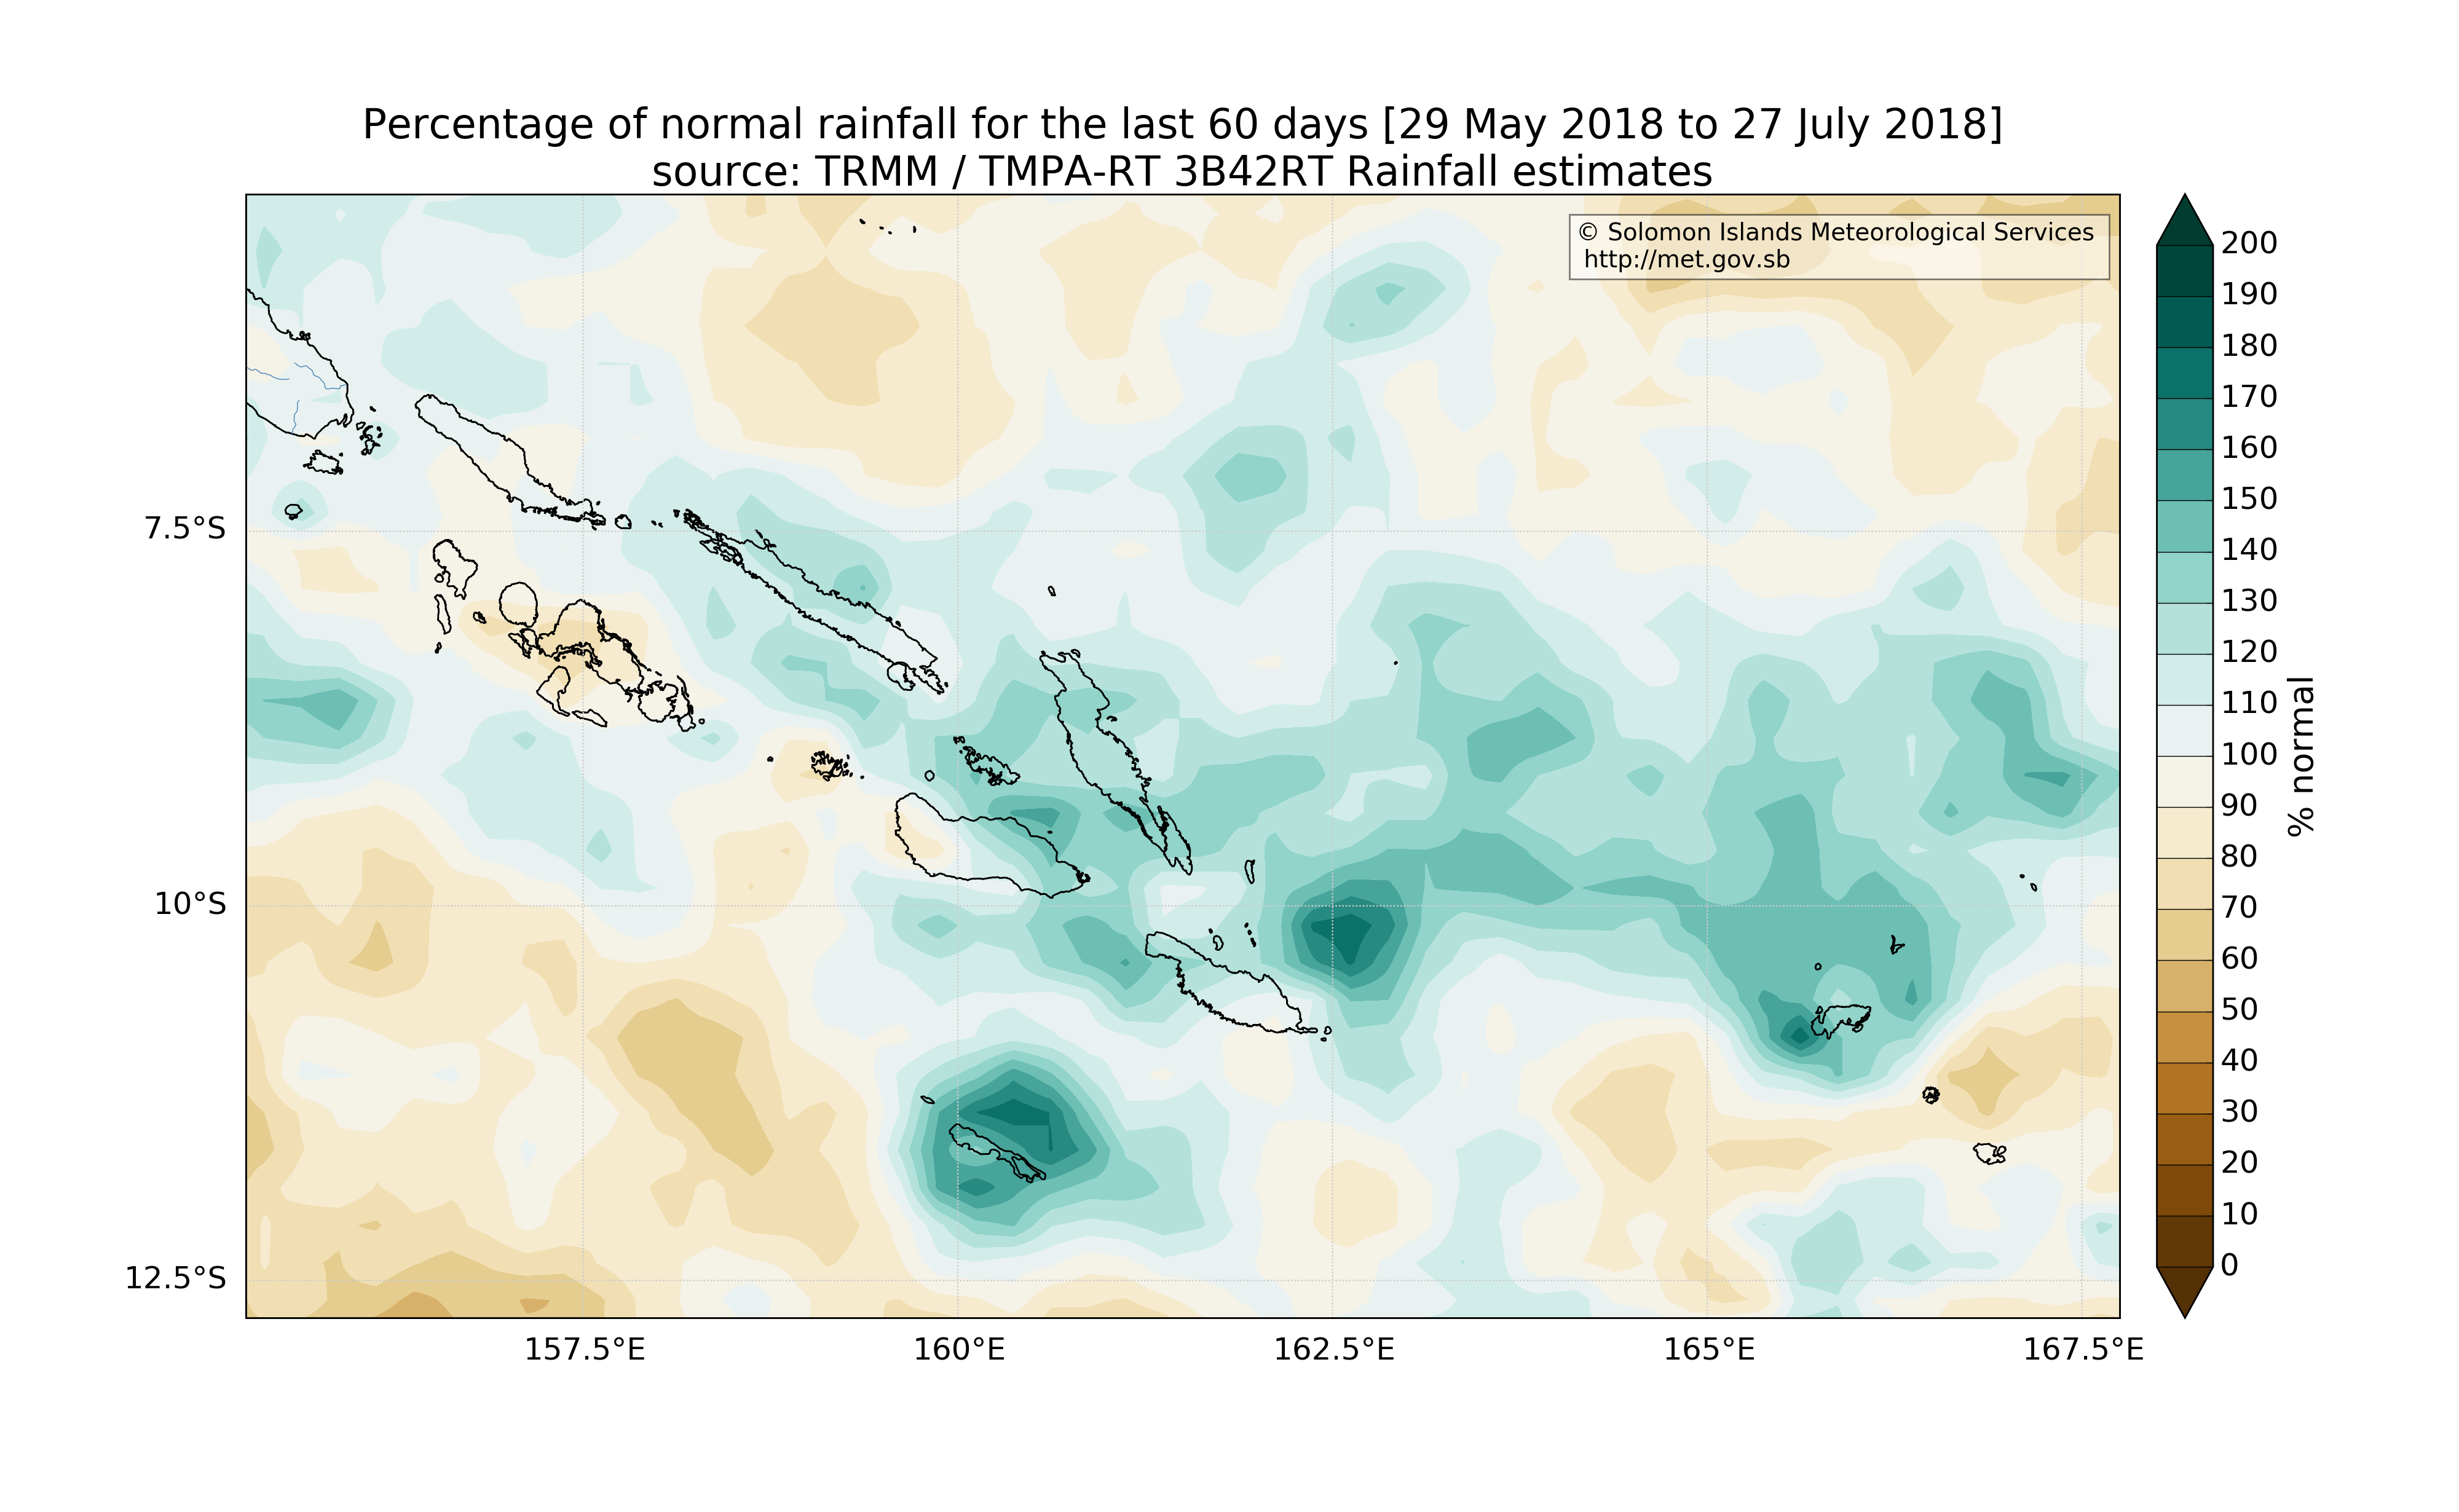 Percentage of normal rainfall for the last 60 days [29 May 2018 to 27 July 2018]
source: TRMM / TMPA-RT 3B42RT Rainfall estimates
© Solomon Islands Meteorological Services
http://met.gov.sb
7.5°S
10°S
12.5°S
157.5°E
160°E
162.5°E
165°E
167.5°E
200
190
180
170
160
150
140
130
120
110
100
90
80
70
60
50
40
30
20
10
0
% normal